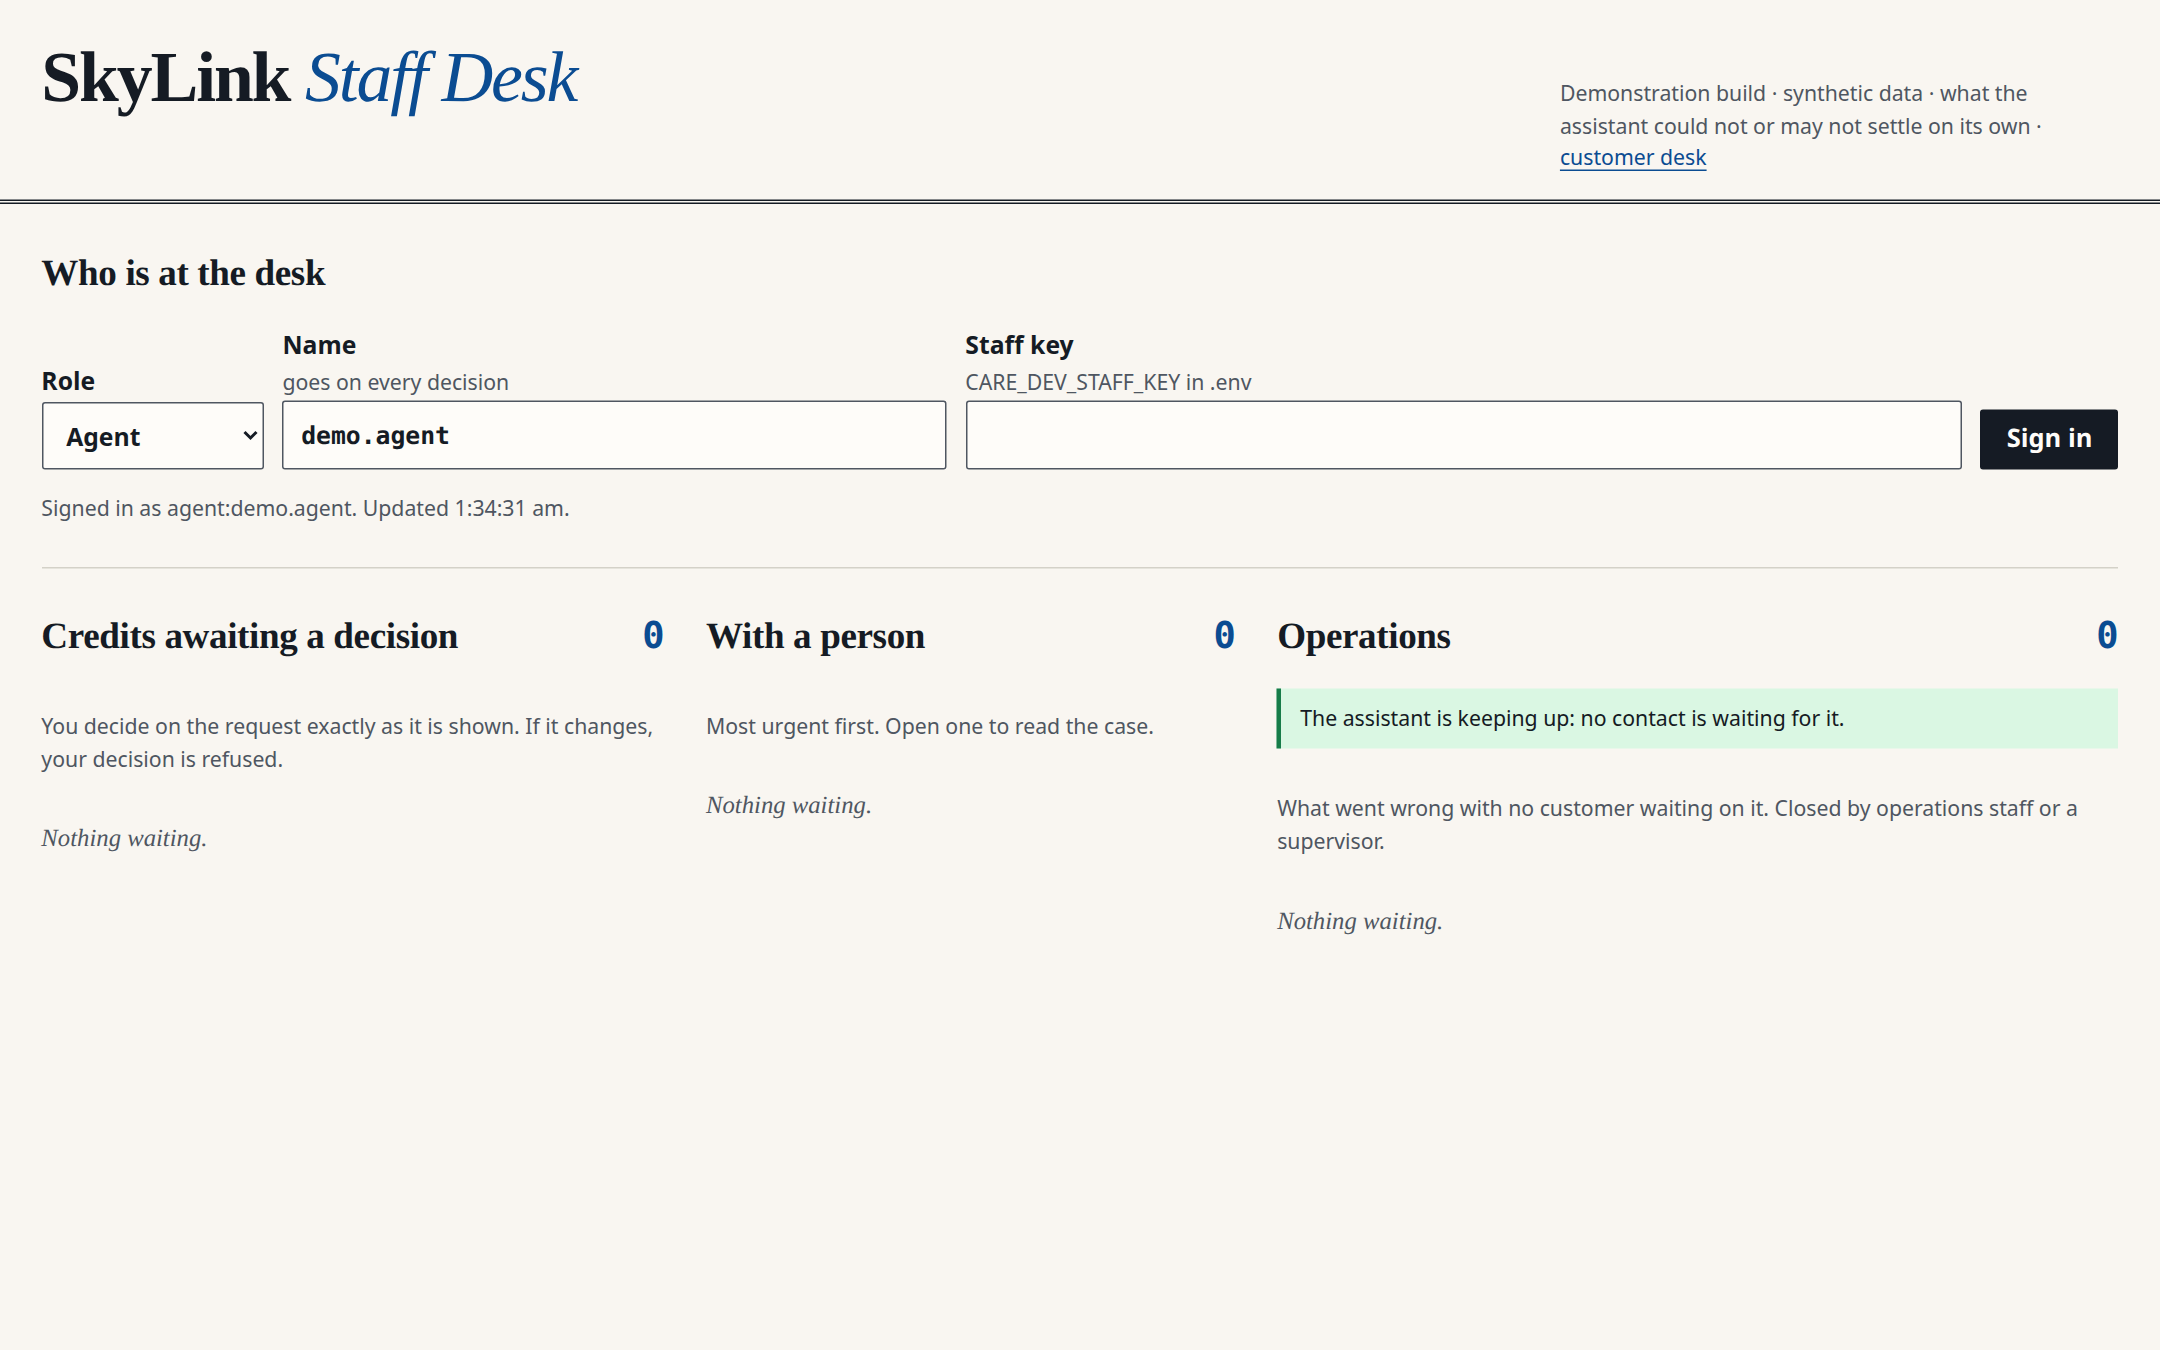 SkyLink Staff Desk
Demonstration build · synthetic data · what the
assistant could not or may not settle on its own ·
customer desk
Who is at the desk
Role
Agent
Name
goes on every decision
demo.agent
Staff key
CARE_DEV_STAFF_KEY in .env
Sign in
Signed in as agent:demo.agent. Updated 1:34:31 am.
Credits awaiting a decision 0
You decide on the request exactly as it is shown. If it changes,
your decision is refused.
Nothing waiting.
With a person 0
Most urgent first. Open one to read the case.
Nothing waiting.
Operations 0
The assistant is keeping up: no contact is waiting for it.
What went wrong with no customer waiting on it. Closed by operations staff or a
supervisor.
Nothing waiting.